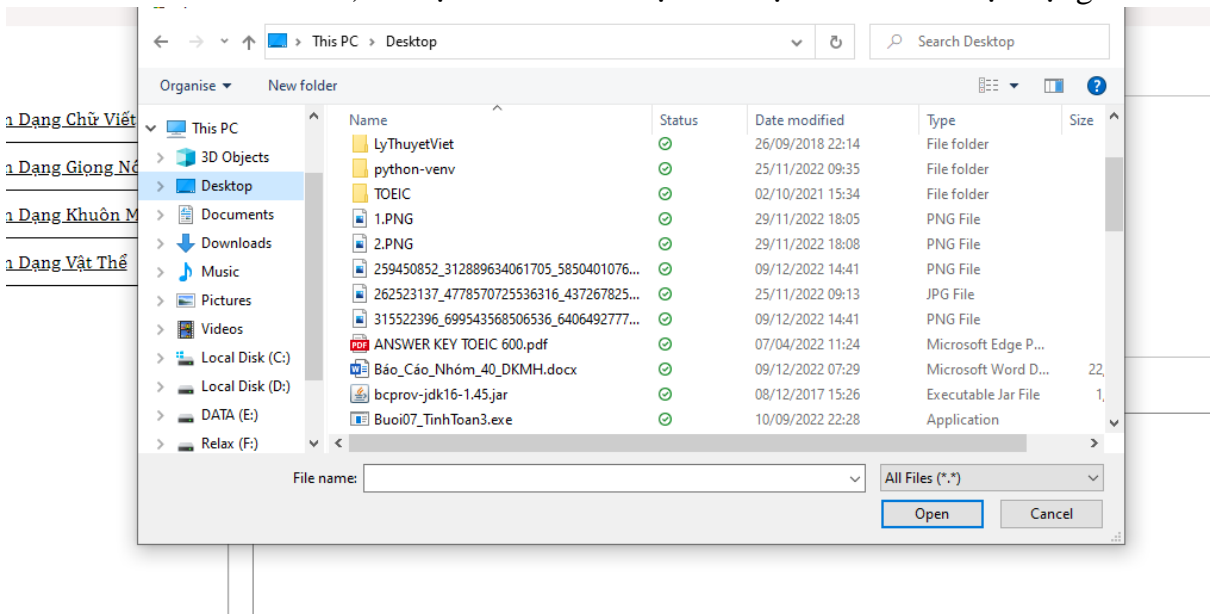 This PC > Desktop
Search Desktop
Organise
New folder
Name Status Date modified Type Size
This PC
3D Objects
Desktop
Documents
Downloads
Music
Pictures
Videos
Local Disk (C:)
Local Disk (D:)
DATA (E:)
Relax (F:)
LyThuyetViet 26/09/2018 22:14 File folder
python-venv 25/11/2022 09:35 File folder
TOEIC 02/10/2021 15:34 File folder
1.PNG 29/11/2022 18:05 PNG File
2.PNG 29/11/2022 18:08 PNG File
259450852_312889634061705_5850401076... 09/12/2022 14:41 PNG File
262523137_4778570725536316_437267825... 25/11/2022 09:13 JPG File
315522396_699543568506536_6406492777... 09/12/2022 14:41 PNG File
ANSWER KEY TOEIC 600.pdf 07/04/2022 11:24 Microsoft Edge P...
Báo_Cáo_Nhóm_40_DKMH.docx 09/12/2022 07:29 Microsoft Word D... 22,
bcprov-jdk16-1.45.jar 08/12/2017 15:26 Executable Jar File 1,
Buoi07_TinhToan3.exe 10/09/2022 22:28 Application
File name:
All Files (*.*)
Open Cancel
n Dạng Chữ Viết
n Dạng Giọng Nó
n Dạng Khuôn M
n Dạng Vật Thể